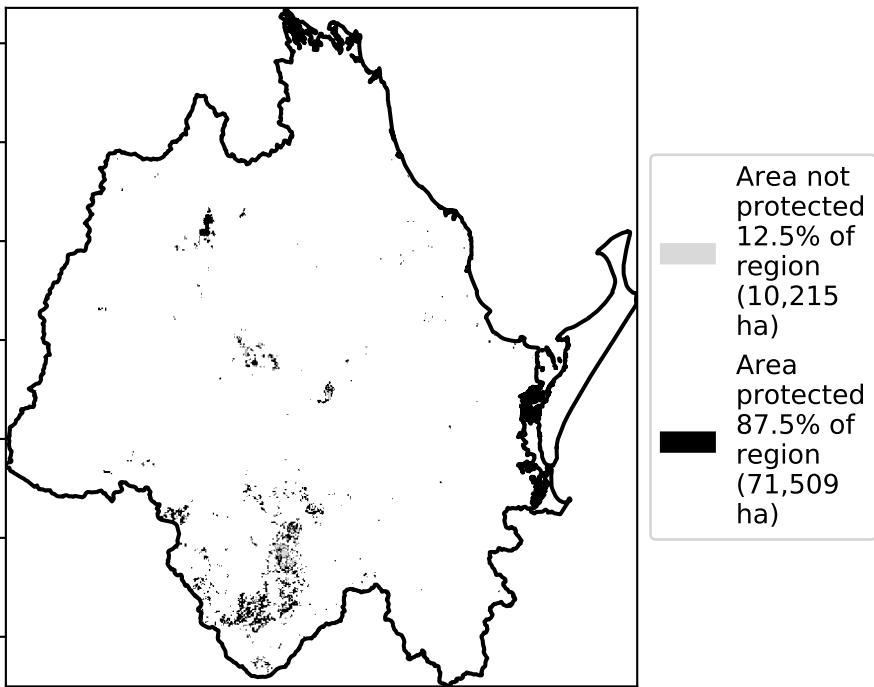 Area not
protected
12.5% of
region
(10,215
ha)
Area
protected
87.5% of
region
(71,509
ha)